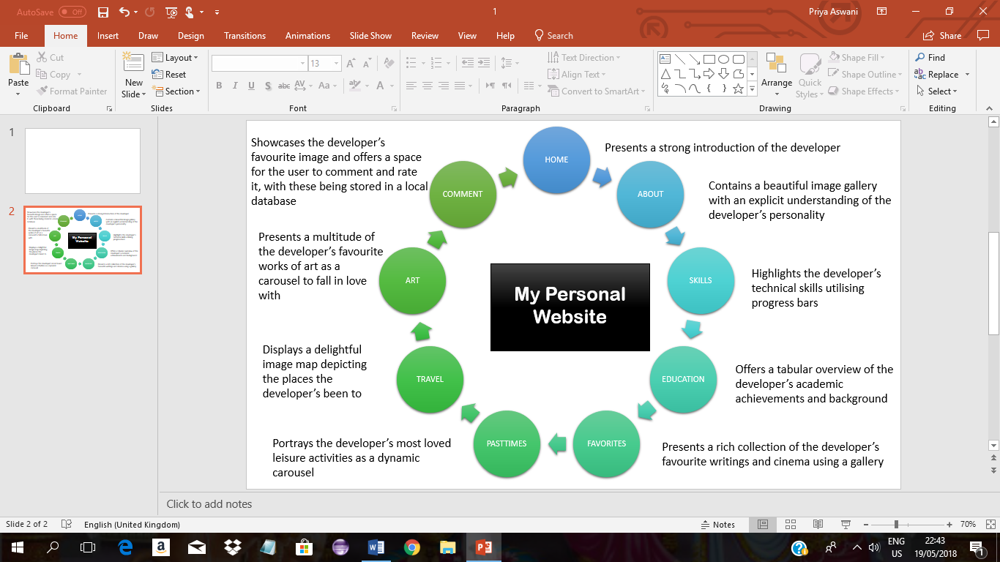 AutoSave Off
1
Priya Aswani
File Home Insert Draw Design Transitions Animations Slide Show Review View Help Search
Share
Paste
Cut
Copy
Format Painter
Clipboard
New
Slide
Layout
Reset
Section
Slides
13
Font
Text Direction
Align Text
Convert to SmartArt
Paragraph
Arrange
Quick
Styles
Shape Fill
Shape Outline
Shape Effects
Drawing
Find
Replace
Select
Editing
1
2
HOME
Presents a strong introduction of the developer
ABOUT
Contains a beautiful image gallery
with an explicit understanding of the
developer’s personality
SKILLS
Highlights the developer’s
technical skills utilising
progress bars
EDUCATION
Offers a tabular overview of the
developer’s academic
achievements and background
FAVORITES
Presents a rich collection of the developer’s
favourite writings and cinema using a gallery
PASTTIMES
Portrays the developer’s most loved
leisure activities as a dynamic
carousel
TRAVEL
Displays a delightful
image map depicting
the places the
developer’s been to
ART
Presents a multitude of
the developer’s favourite
works of art as a
carousel to fall in love
with
COMMENT
Showcases the developer’s
favourite image and offers a space
for the user to comment and rate
it, with these being stored in a local
database
My Personal
Website
Click to add notes
Slide 2 of 2
English (United Kingdom)
Notes
70%
ENG
US
22:43
19/05/2018
1